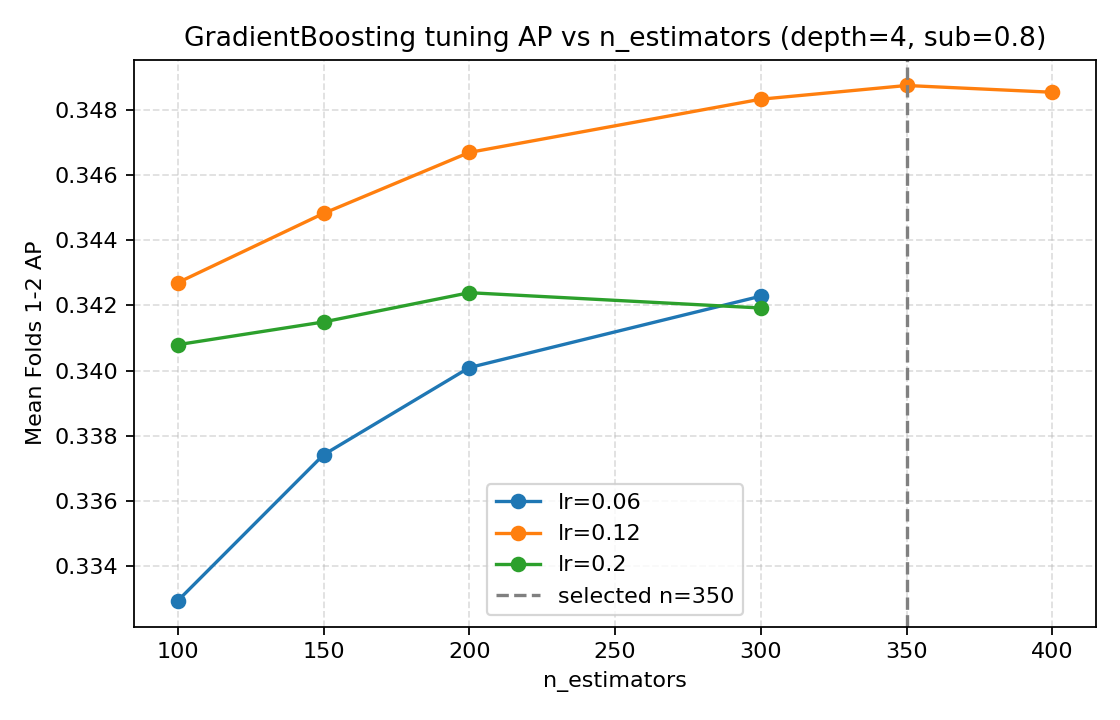 GradientBoosting tuning AP vs n_estimators (depth=4, sub=0.8)
Mean Folds 1-2 AP
0.348
0.346
0.344
0.342
0.340
0.338
0.336
0.334
lr=0.06
lr=0.12
lr=0.2
selected n=350
100 150 200 250 300 350 400
n_estimators